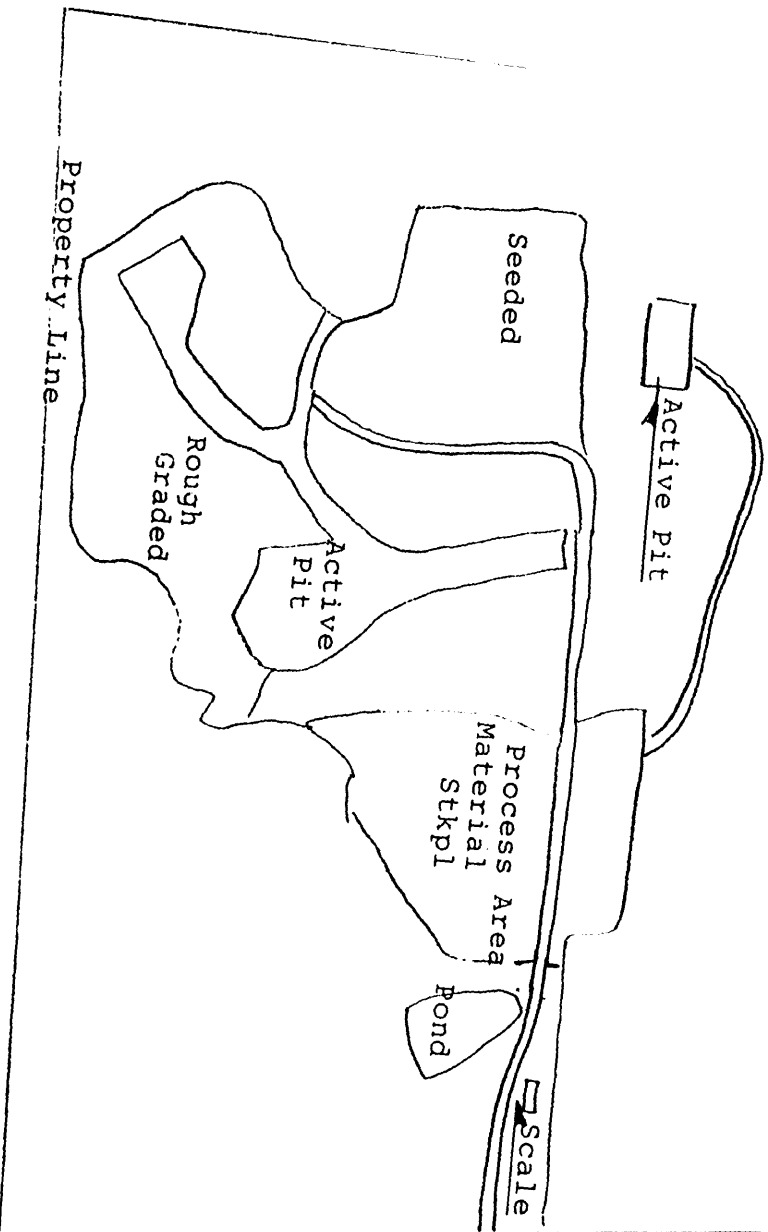 Active Pit
Seeded
Property Line
Rough
Graded
Active
Pit
Process Area
Material
Stkpl
Pond
Scale